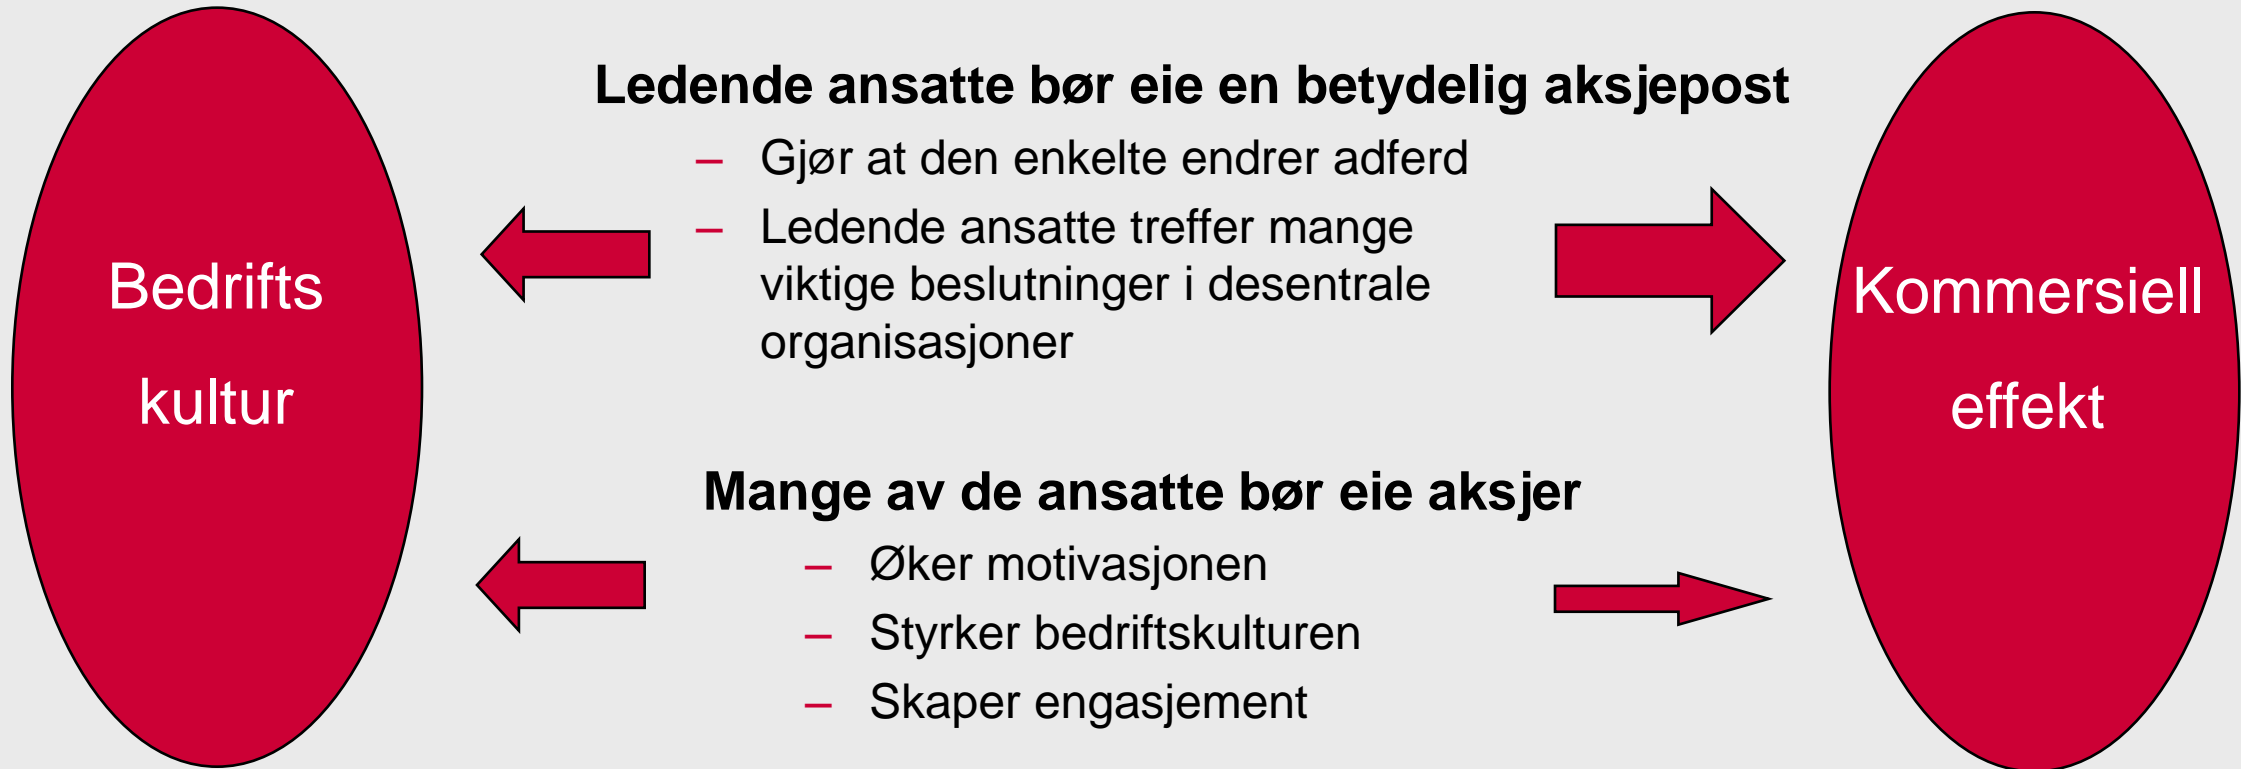 Bedrifts
kultur
Ledende ansatte bør eie en betydelig aksjepost
– Gjør at den enkelte endrer adferd
– Ledende ansatte treffer mange
viktige beslutninger i desentrale
organisasjoner
Mange av de ansatte bør eie aksjer
– Øker motivasjonen
– Styrker bedriftskulturen
– Skaper engasjement
Kommersiell
effekt